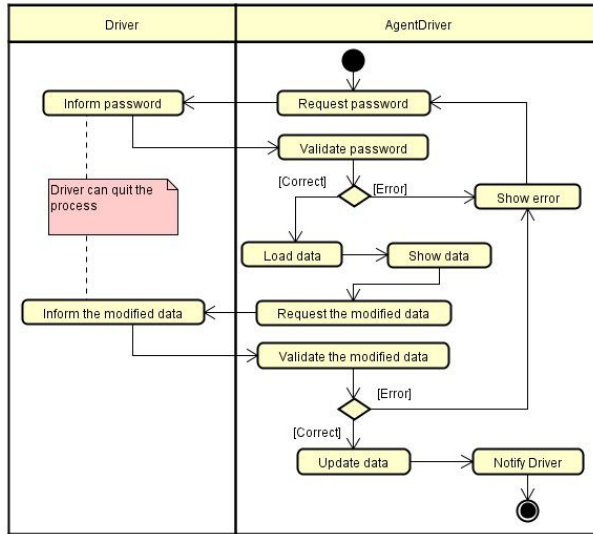 Driver
AgentDriver
Inform password
Request password
Validate password
[Correct]
[Error]
Driver can quit the
process
Show error
Load data
Show data
Inform the modified data
Request the modified data
Validate the modified data
[Error]
[Correct]
Update data
Notify Driver